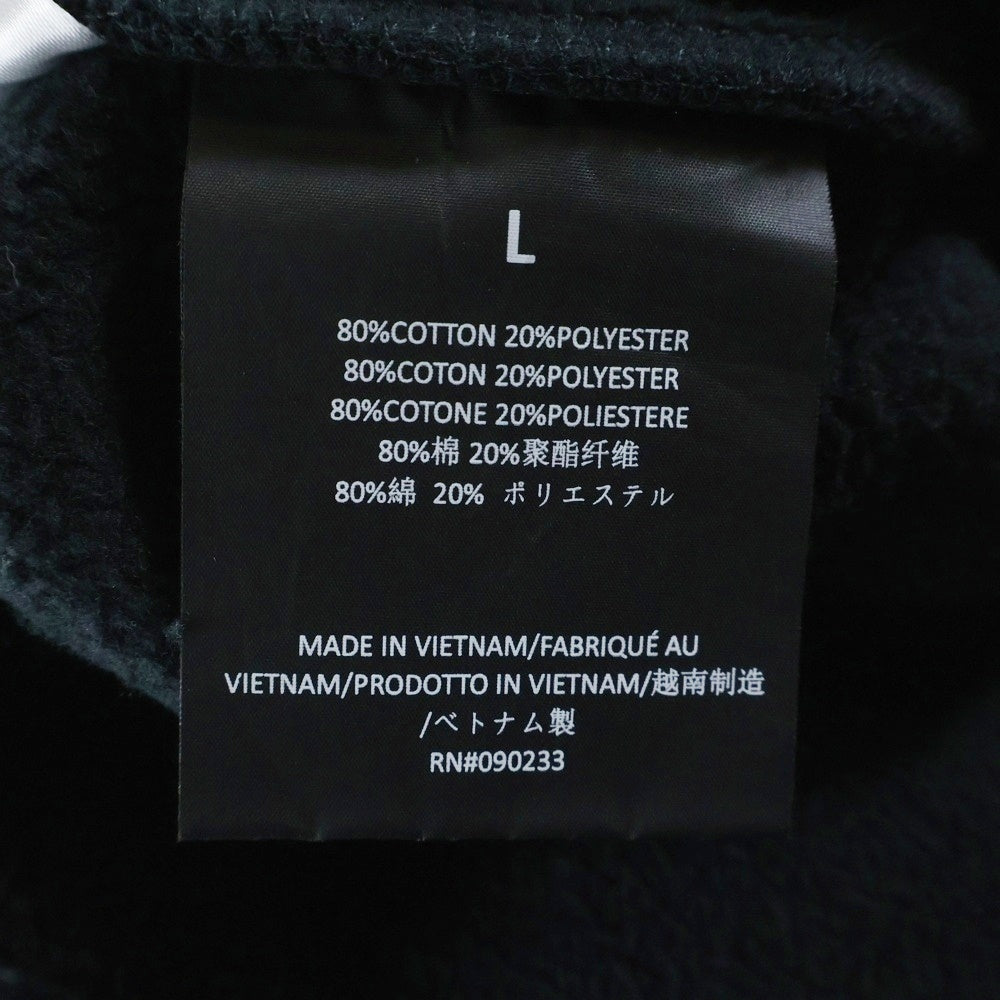 L
80%COTTON 20%POLYESTER
80%COTON 20%POLYESTER
80%COTONE 20%POLIESTERE
80%棉 20%聚酯纤维
80%綿 20% ポリエステル
MADE IN VIETNAM/FABRIQUÉ AU
VIETNAM/PRODOTTO IN VIETNAM/越南制造
/ベトナム製
RN#090233